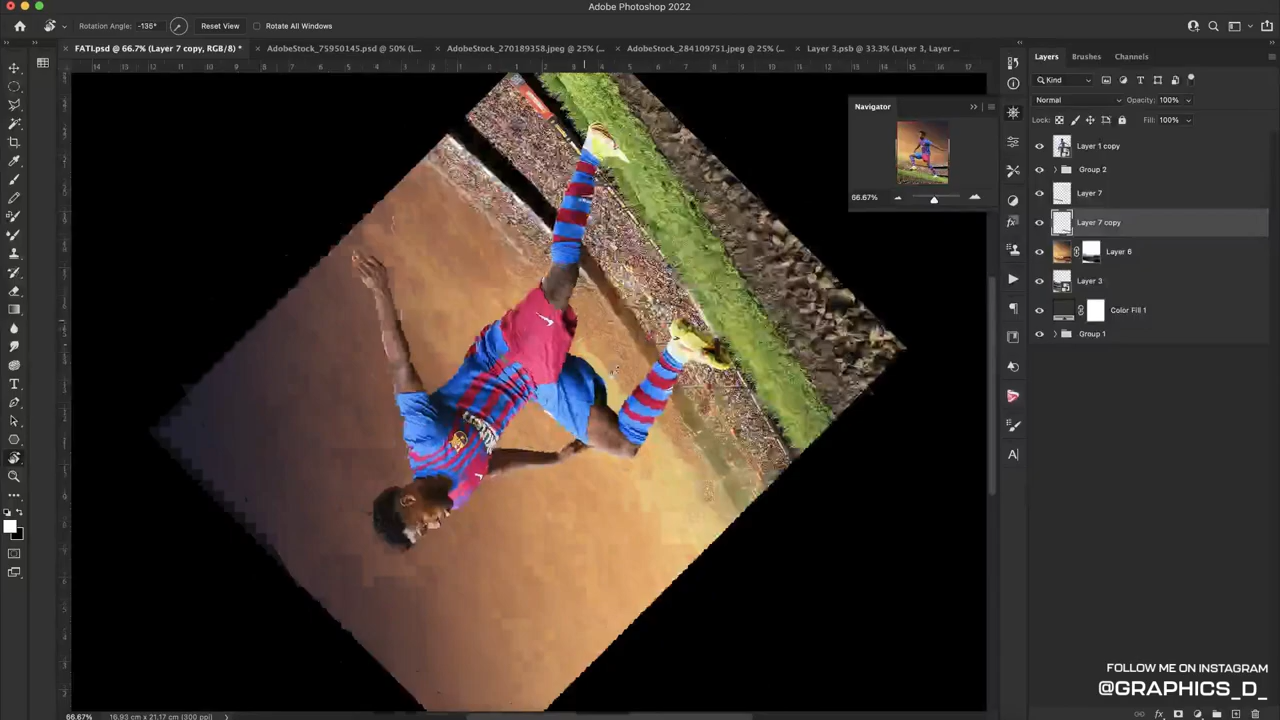 Adobe Photoshop 2022
Rotation Angle: -136° Reset View Rotate All Windows
FATI.psd @ 66.7% (Layer 7 copy, RGB/8) * AdobeStock_75950145.psd @ 50% (L... AdobeStock_270189358.jpeg @ 25% (... AdobeStock_284109751.jpeg @ 25% (... Layer 3.psb @ 33.3% (Layer 3, Layer ...
Navigator
66.67%
Layers Brushes Channels
Kind
Normal Opacity: 100%
Lock: Fill: 100%
Layer 1 copy
Group 2
Layer 7
Layer 7 copy
Layer 6
Layer 3
Color Fill 1
Group 1
FOLLOW ME ON INSTAGRAM
@GRAPHICS_D_
66.67% 16.93 cm x 21.17 cm (300 ppi)